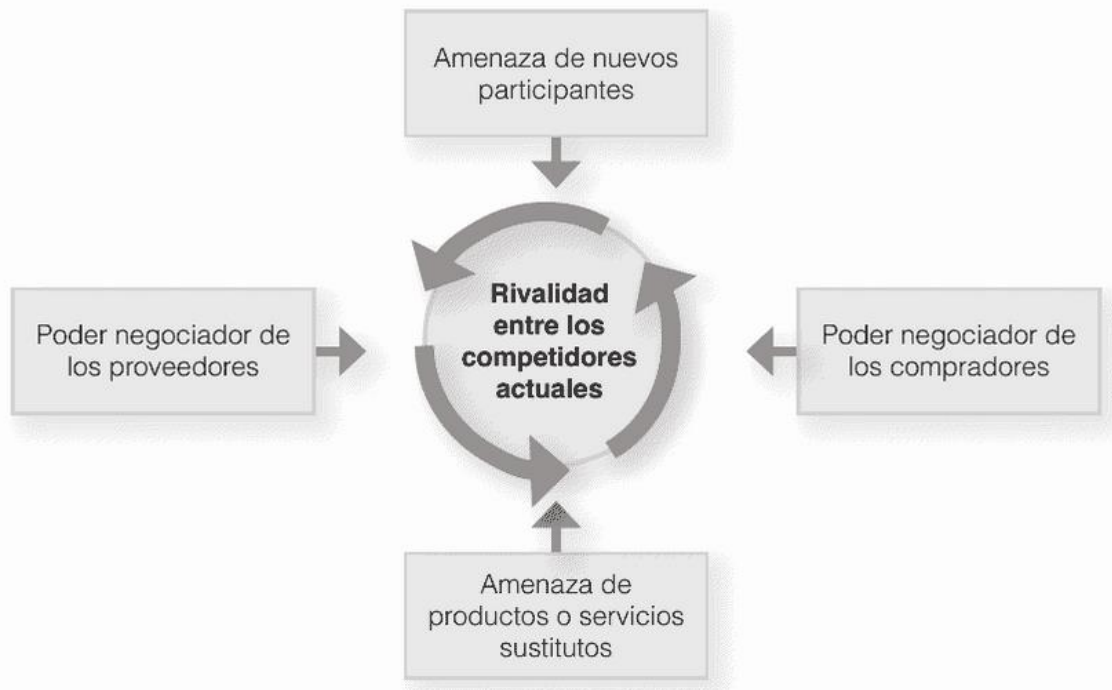 Amenaza de nuevos
participantes
Poder negociador de
los proveedores
Rivalidad
entre los
competidores
actuales
Poder negociador de
los compradores
Amenaza de
productos o servicios
sustitutos